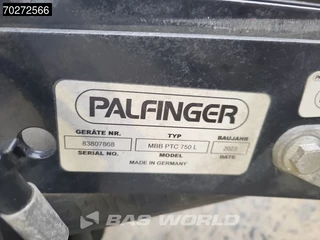 70272566
PALFINGER
GERÄTE NR. TYP BAUJAHR
83807868 MBB PTC 750 L 2023
SERIAL NO. MODEL DATE
MADE IN GERMANY
BAS WORLD